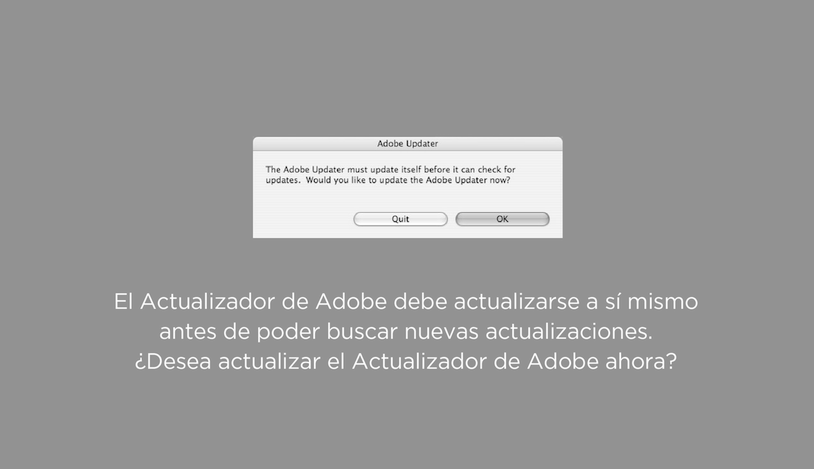 Adobe Updater
The Adobe Updater must update itself before it can check for
updates. Would you like to update the Adobe Updater now?
Quit
OK
El Actualizador de Adobe debe actualizarse a sí mismo
antes de poder buscar nuevas actualizaciones.
¿Desea actualizar el Actualizador de Adobe ahora?